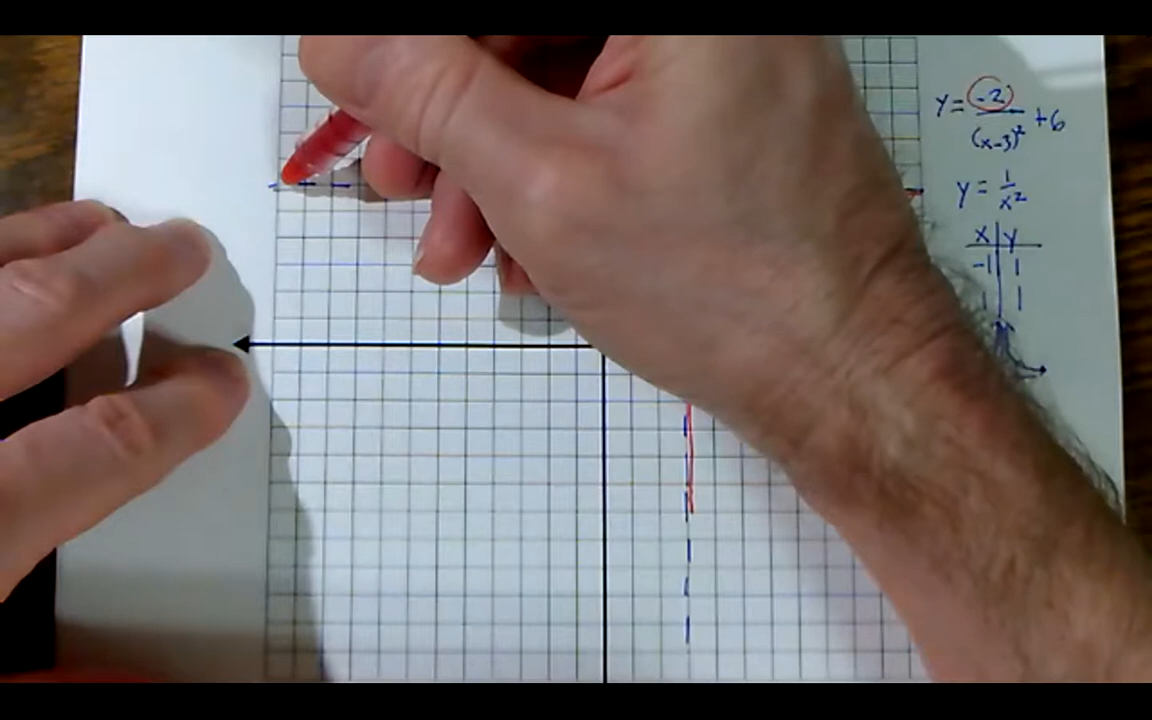 y = -2/(x-3)² +6
y = 1/x²
x | y
-1 | 1
1 | 1